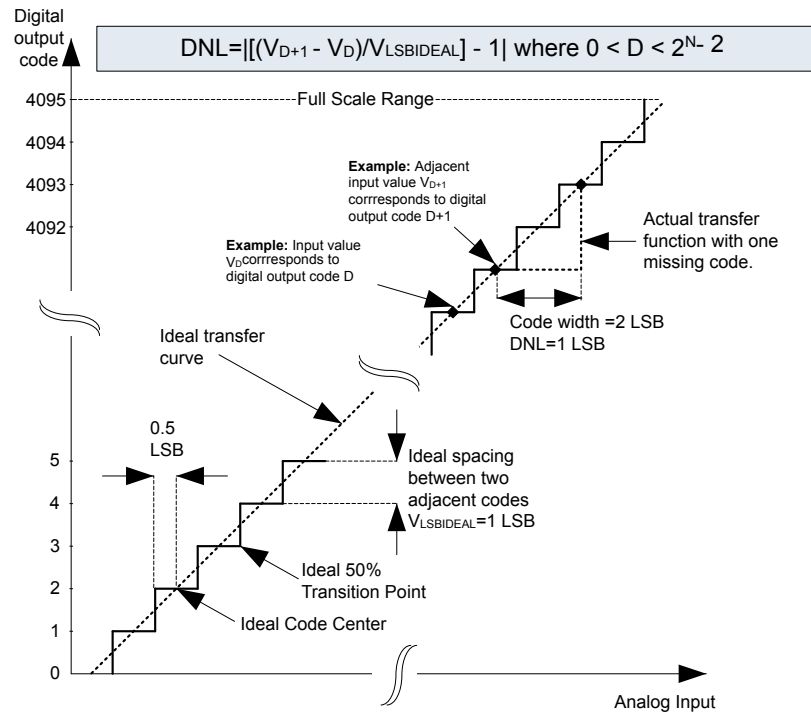 Digital
output
code
DNL=|[(VD+1 - VD)/VLSBIDEAL] - 1| where 0 < D < 2^N- 2
4095
Full Scale Range
4094
4093
4092
Example: Adjacent
input value VD+1
corrresponds to digital
output code D+1
Example: Input value
VDcorrresponds to
digital output code D
Actual transfer
function with one
missing code.
Code width =2 LSB
DNL=1 LSB
Ideal transfer
curve
0.5
LSB
5
4
3
2
1
0
Ideal spacing
between two
adjacent codes
VLSBIDEAL=1 LSB
Ideal 50%
Transition Point
Ideal Code Center
Analog Input